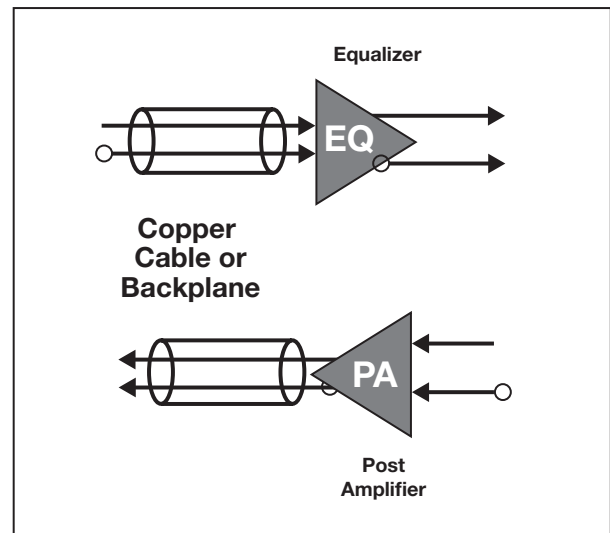 Equalizer
EQ
Copper
Cable or
Backplane
PA
Post
Amplifier